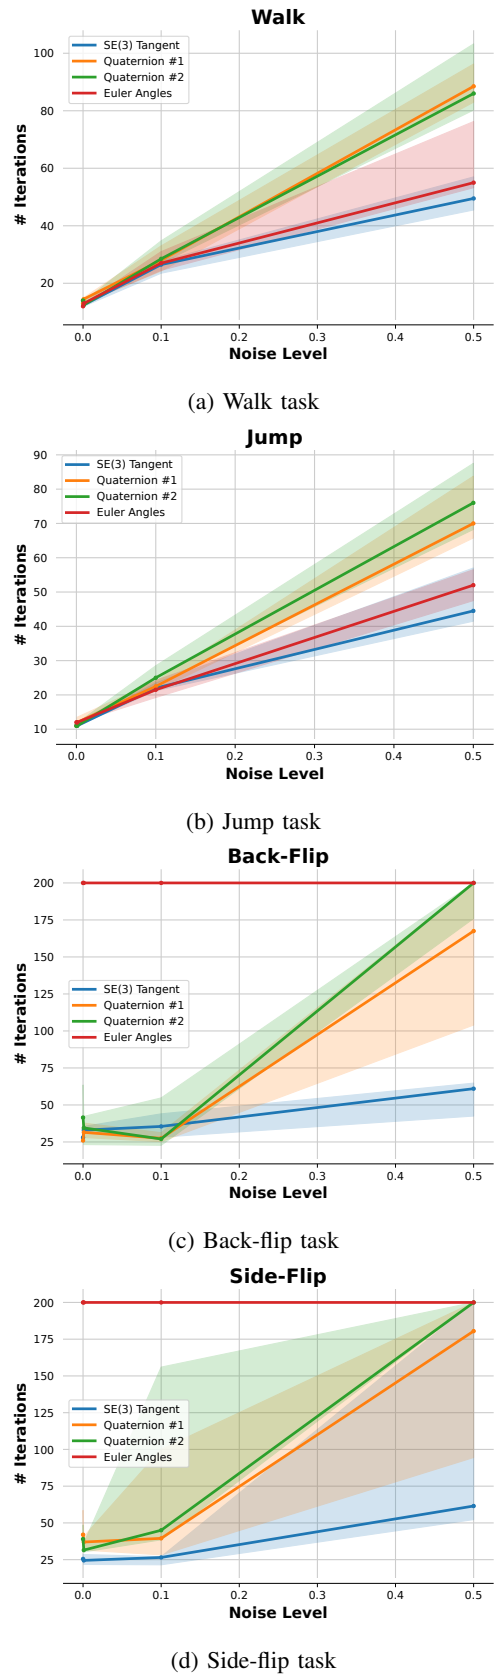 Walk
SE(3) Tangent
Quaternion #1
Quaternion #2
Euler Angles
# Iterations
100
80
60
40
20
0.0 0.1 0.2 0.3 0.4 0.5
Noise Level
(a) Walk task
Jump
SE(3) Tangent
Quaternion #1
Quaternion #2
Euler Angles
# Iterations
90
80
70
60
50
40
30
20
10
0.0 0.1 0.2 0.3 0.4 0.5
Noise Level
(b) Jump task
Back-Flip
# Iterations
200
175
150
125
100
75
50
25
SE(3) Tangent
Quaternion #1
Quaternion #2
Euler Angles
0.0 0.1 0.2 0.3 0.4 0.5
Noise Level
(c) Back-flip task
Side-Flip
# Iterations
200
175
150
125
100
75
50
25
SE(3) Tangent
Quaternion #1
Quaternion #2
Euler Angles
0.0 0.1 0.2 0.3 0.4 0.5
Noise Level
(d) Side-flip task